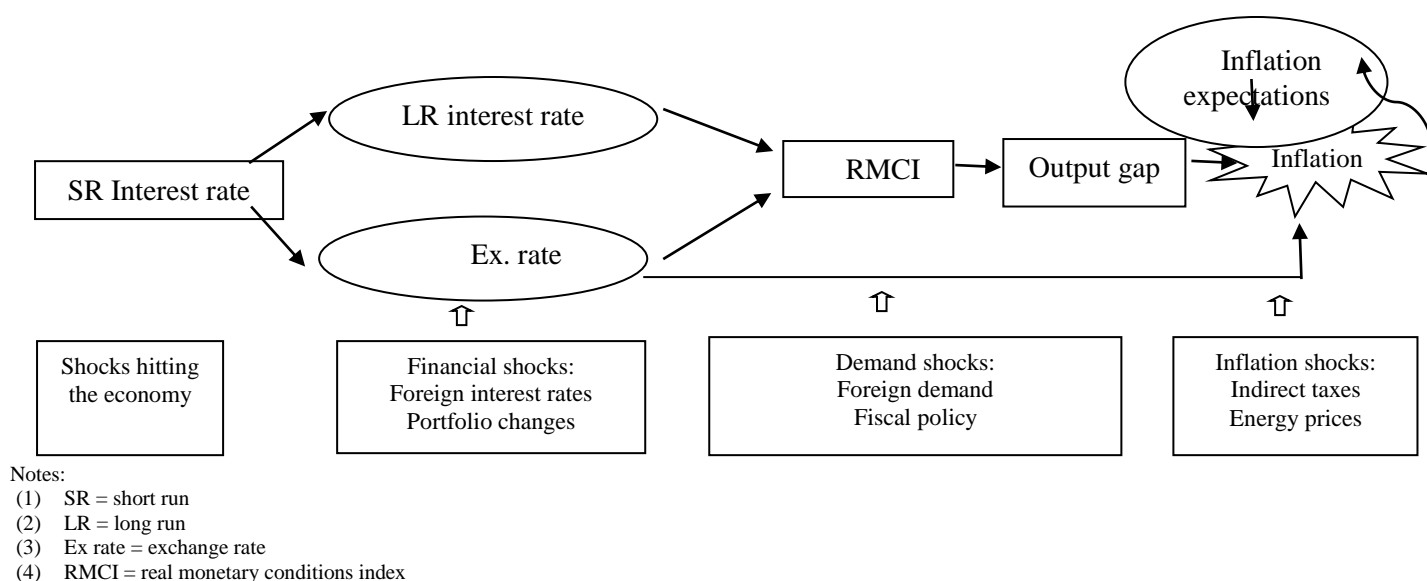 Inflation
expectations
LR interest rate
SR Interest rate
RMCI
Output gap
Inflation
Ex. rate
Shocks hitting
the economy
Financial shocks:
Foreign interest rates
Portfolio changes
Demand shocks:
Foreign demand
Fiscal policy
Inflation shocks:
Indirect taxes
Energy prices
Notes:
(1) SR = short run
(2) LR = long run
(3) Ex rate = exchange rate
(4) RMCI = real monetary conditions index